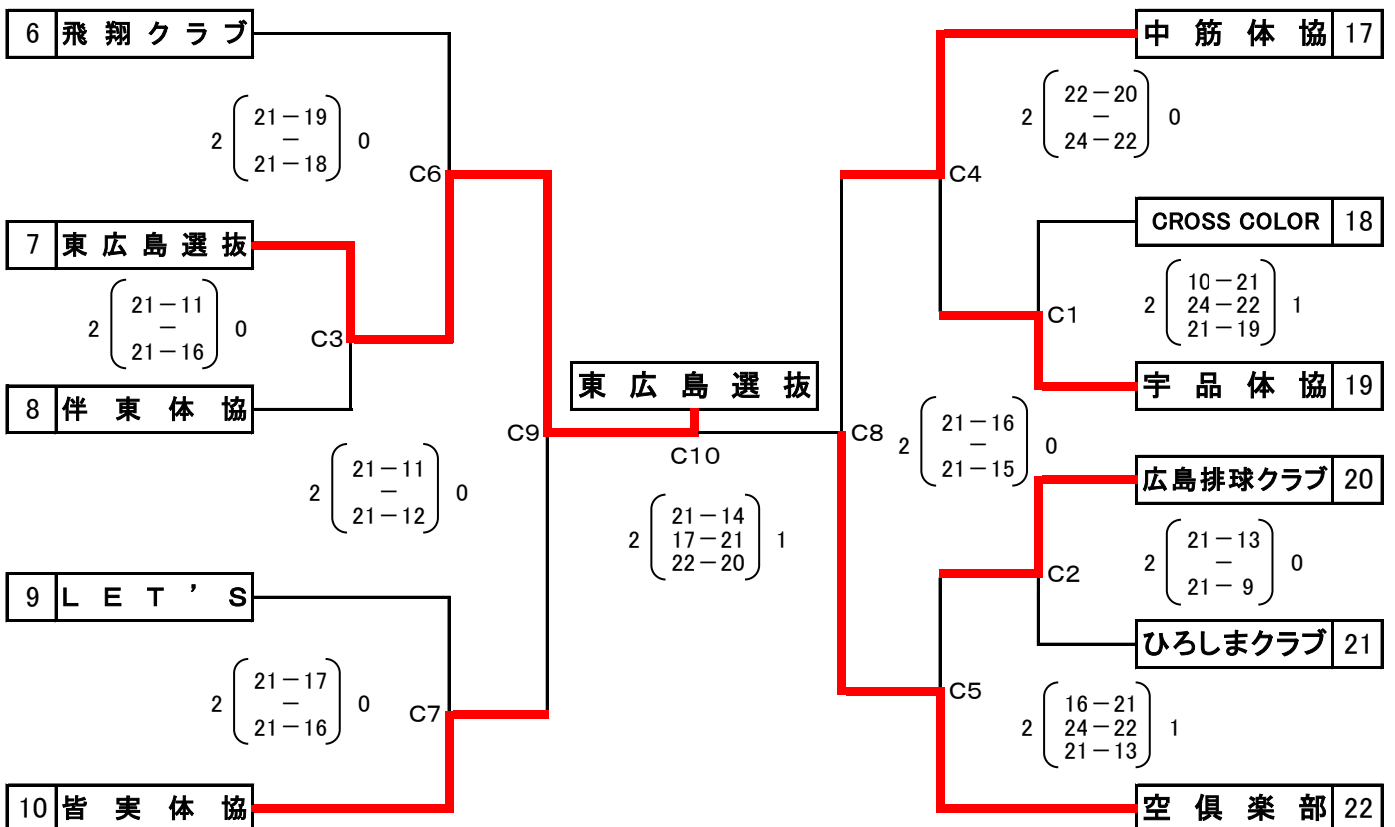 6 飛翔クラブ
2 21－19 0
－
21－18
C6
7 東広島選抜
2 21－11 0
－
21－16
C3
8 伴東体協
C9
2 21－11 0
－
21－12
9 LET'S
2 21－17 0
－
21－16
C7
10 皆実体協
東広島選抜
C10
2 21－14 1
17－21
22－20
中筋体協 17
2 22－20 0
－
24－22
C4
CROSS COLOR 18
2 10－21 1
24－22
21－19
C1
宇品体協 19
C8
2 21－16 0
－
21－15
広島排球クラブ 20
2 21－13 0
－
21－ 9
C2
ひろしまクラブ 21
C5
2 16－21 1
24－22
21－13
空倶楽部 22